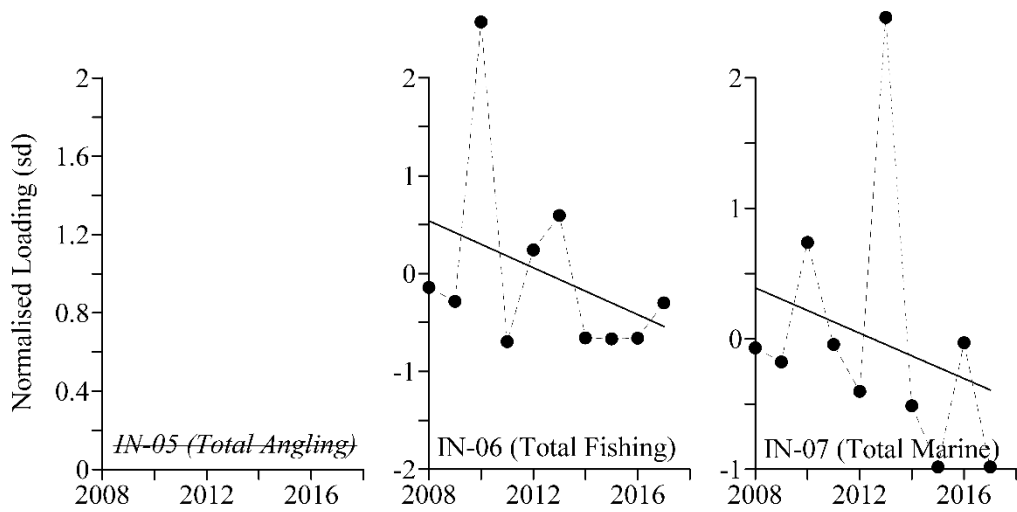 Normalised Loading (sd)
2
1.6
1.2
0.8
0.4
0
IN-05 (Total Angling)
2008 2012 2016
2
1
0
-1
-2
IN-06 (Total Fishing)
2008 2012 2016
2
1
0
-1
IN-07 (Total Marine)
2008 2012 2016